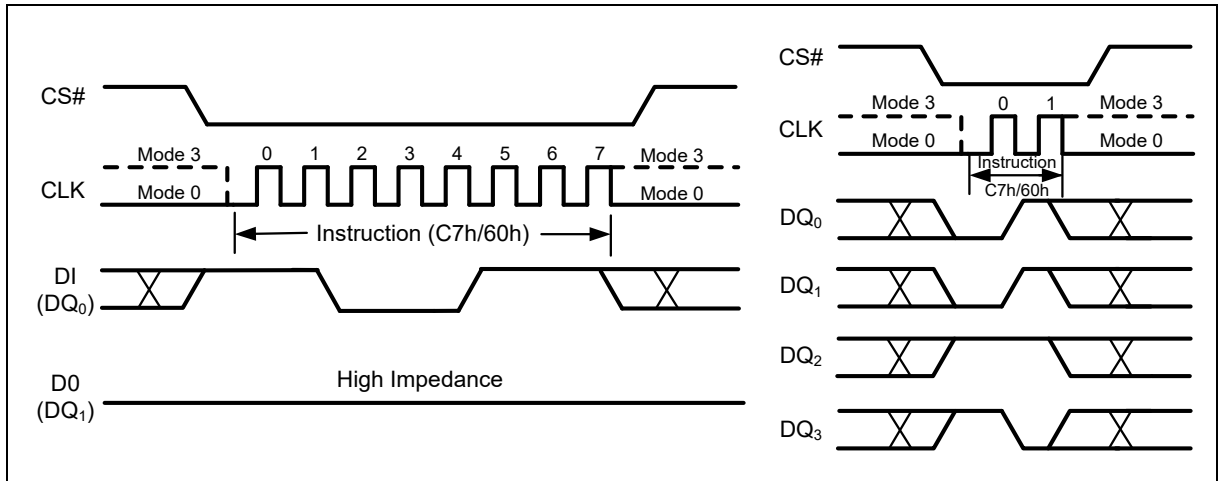 CS#
Mode 3 0 1 2 3 4 5 6 7 Mode 3
CLK
Mode 0 Mode 0
Instruction (C7h/60h)
DI
(DQ0)
D0
(DQ1)
High Impedance
CS#
Mode 3 0 1 Mode 3
CLK
Mode 0 Mode 0
Instruction
C7h/60h
DQ0
DQ1
DQ2
DQ3